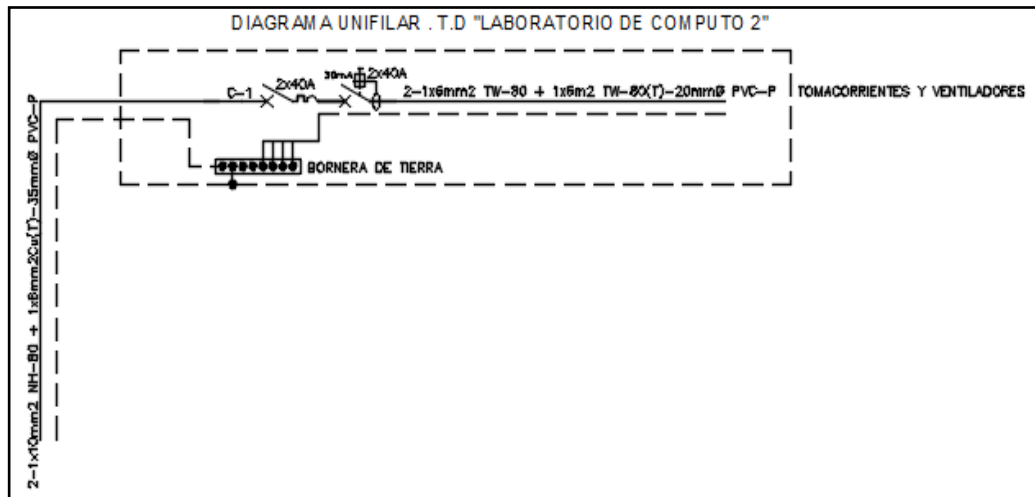 DIAGRAMA UNIFILAR . T.D "LABORATORIO DE COMPUTO 2"
C-1
2x40A
30mA
2x40A
2-1x6mm2 TW-80 + 1x6m2 TW-80(T)-20mmØ PVC-P
TOMACORRIENTES Y VENTILADORES
BORNERA DE TIERRA
2-1x10mm2 NH-80 + 1x6mm2Cu(T)-35mmØ PVC-P